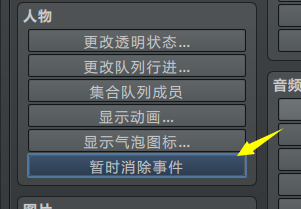 人物
更改透明状态...
更改队列行进...
集合队列成员
显示动画...
显示气泡图标...
暂时消除事件
音频